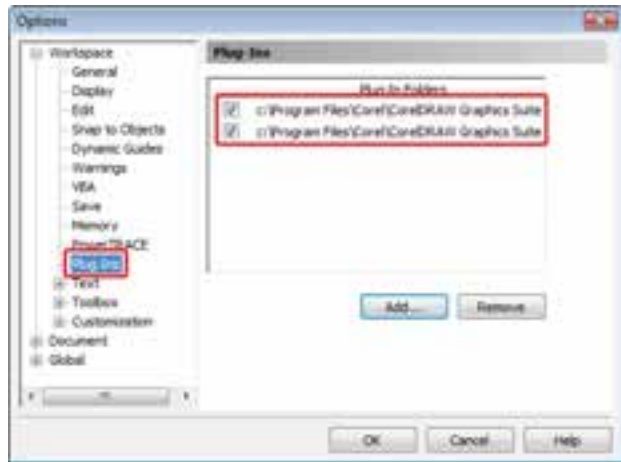 Options
Workspace
General
Display
Edit
Snap to Objects
Dynamic Guides
Warnings
VBA
Save
Memory
PowerTRACE
Plug-Ins
Text
Toolbox
Customization
Document
Global
Plug-Ins
Plug-In Folders
c:\Program Files\Corel\CorelDRAW Graphics Suite
c:\Program Files\Corel\CorelDRAW Graphics Suite
Add...
Remove
OK
Cancel
Help